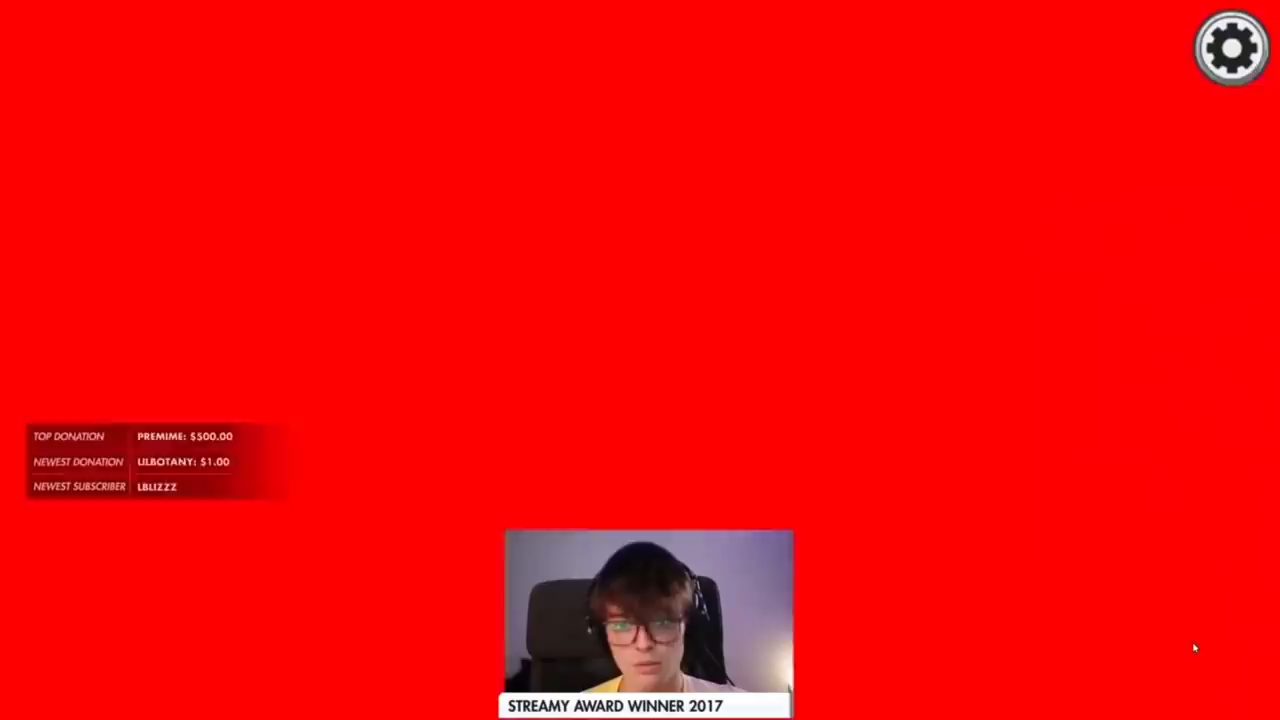 TOP DONATION PREMIME: $500.00
NEWEST DONATION LILBOTANY: $1.00
NEWEST SUBSCRIBER LBLIZZZ
STREAMY AWARD WINNER 2017